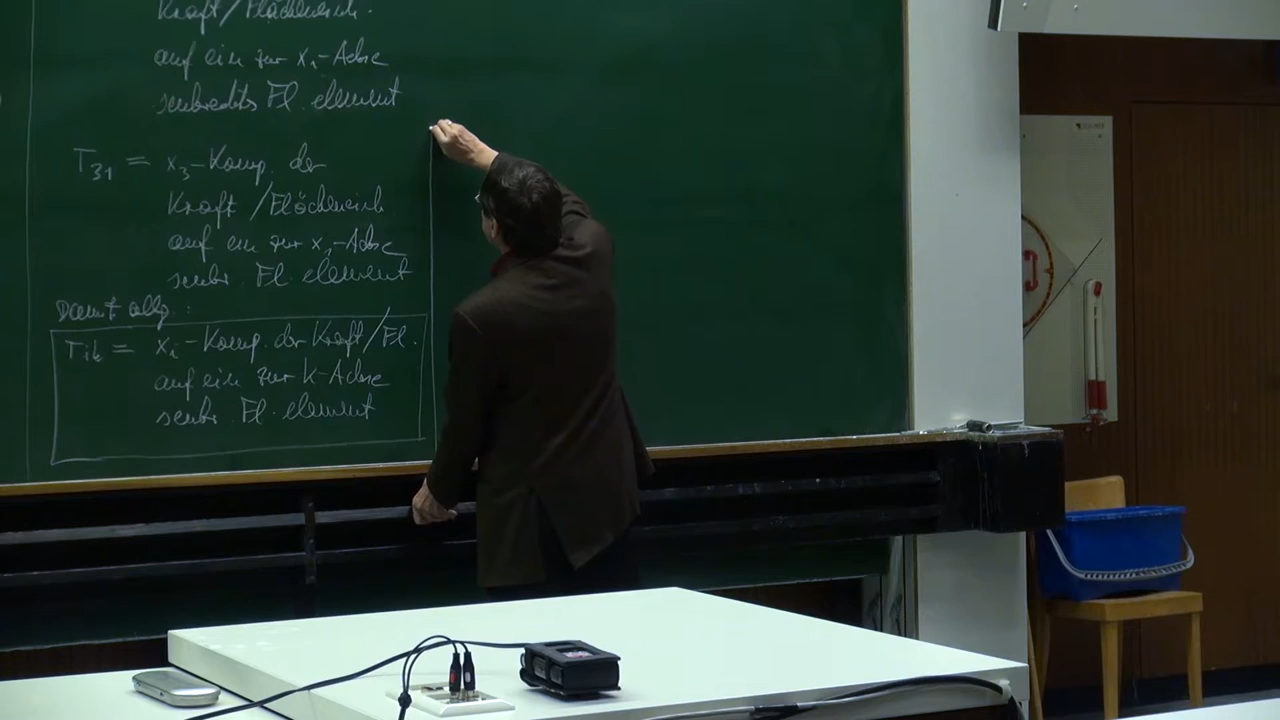 Kraft/Flächeneinh.
auf ein zur x₁-Achse
senkrechtes Fl. element
T₃₁ = x₃-Komp. der
Kraft/Flächeneinh
auf ein zur x₁-Achse
senkr. Fl. element
Damit allg.:
Tik = xi-Komp. der Kraft/Fl.
auf ein zur k-Achse
senkr. Fl. element